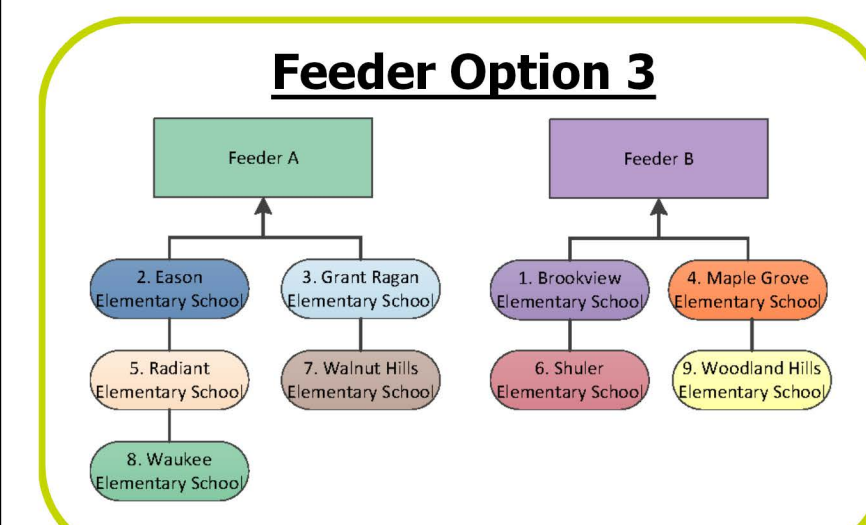 Feeder Option 3
Feeder A
Feeder B
2. Eason
Elementary School
3. Grant Ragan
Elementary School
1. Brookview
Elementary School
4. Maple Grove
Elementary School
5. Radiant
Elementary School
7. Walnut Hills
Elementary School
6. Shuler
Elementary School
9. Woodland Hills
Elementary School
8. Waukee
Elementary School